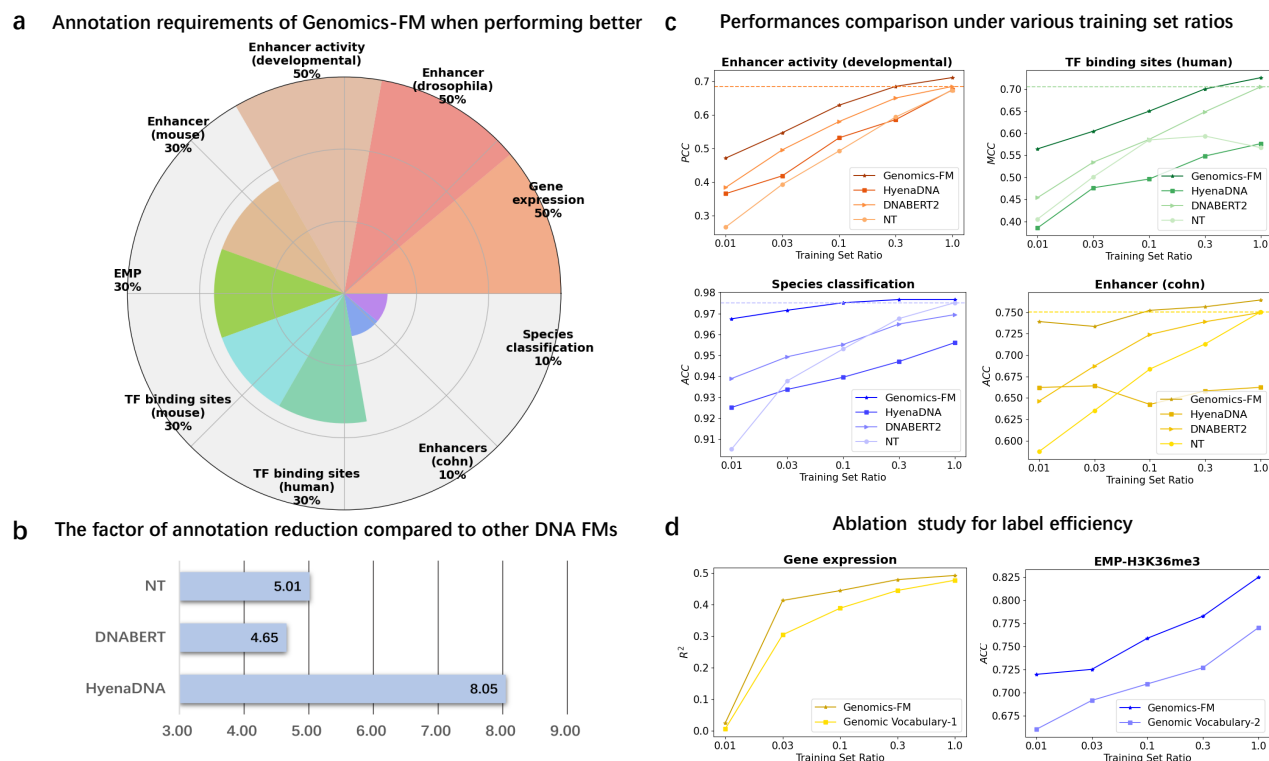 a Annotation requirements of Genomics-FM when performing better
Enhancer activity
(developmental)
50%
Enhancer
(drosophila)
50%
Enhancer
(mouse)
30%
Gene
expression
50%
EMP
30%
Species
classification
10%
TF binding sites
(mouse)
30%
Enhancers
(cohn)
10%
TF binding sites
(human)
30%
b The factor of annotation reduction compared to other DNA FMs
NT
5.01
DNABERT
4.65
HyenaDNA
8.05
3.00 4.00 5.00 6.00 7.00 8.00 9.00
c Performances comparison under various training set ratios
Enhancer activity (developmental)
0.7
0.6
0.5
0.4
0.3
PCC
Genomics-FM
HyenaDNA
DNABERT2
NT
0.01 0.03 0.1 0.3 1.0
Training Set Ratio
TF binding sites (human)
0.70
0.65
0.60
0.55
0.50
0.45
0.40
MCC
Genomics-FM
HyenaDNA
DNABERT2
NT
0.01 0.03 0.1 0.3 1.0
Training Set Ratio
Species classification
0.98
0.97
0.96
0.95
0.94
0.93
0.92
0.91
ACC
Genomics-FM
HyenaDNA
DNABERT2
NT
0.01 0.03 0.1 0.3 1.0
Training Set Ratio
Enhancer (cohn)
0.750
0.725
0.700
0.675
0.650
0.625
0.600
ACC
Genomics-FM
HyenaDNA
DNABERT2
NT
0.01 0.03 0.1 0.3 1.0
Training Set Ratio
d Ablation study for label efficiency
Gene expression
0.5
0.4
0.3
0.2
0.1
0.0
R²
Genomics-FM
Genomic Vocabulary-1
0.01 0.03 0.1 0.3 1.0
Training Set Ratio
EMP-H3K36me3
0.825
0.800
0.775
0.750
0.725
0.700
0.675
ACC
Genomics-FM
Genomic Vocabulary-2
0.01 0.03 0.1 0.3 1.0
Training Set Ratio